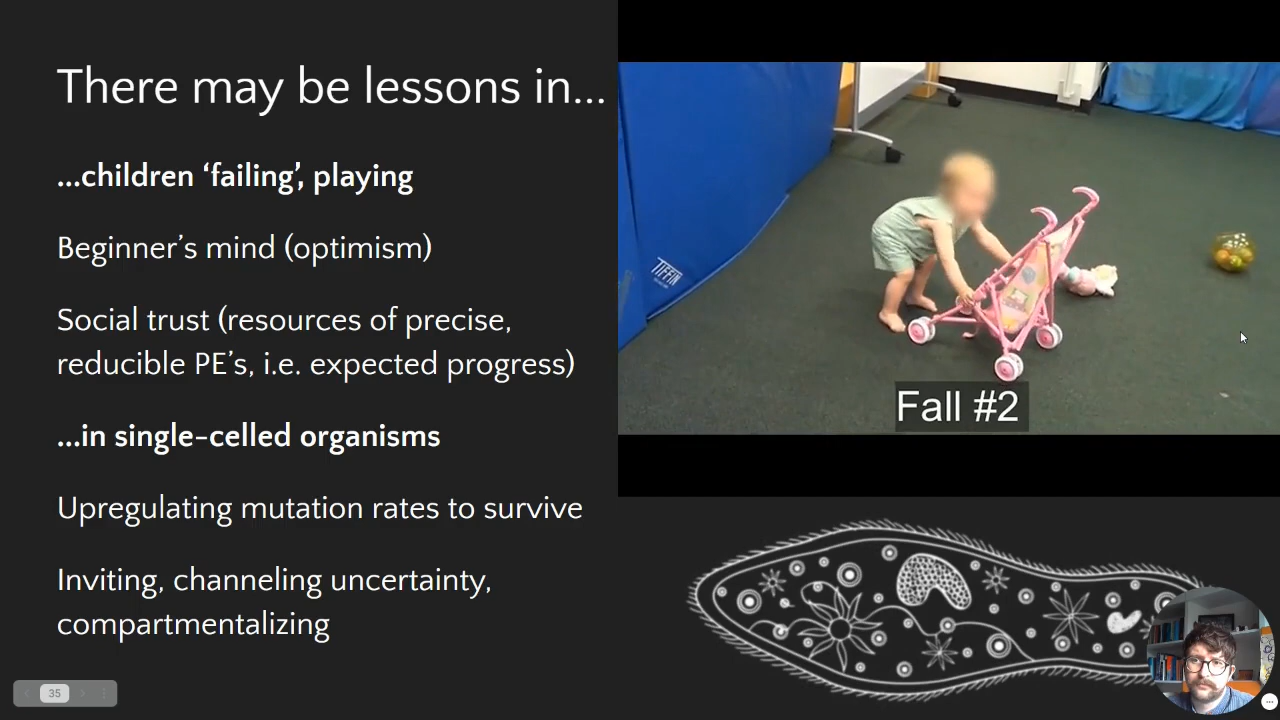 There may be lessons in...
...children ‘failing’, playing
Beginner’s mind (optimism)
Social trust (resources of precise,
reducible PE’s, i.e. expected progress)
...in single-celled organisms
Upregulating mutation rates to survive
Inviting, channeling uncertainty,
compartmentalizing
TIFFIN
Fall #2
35